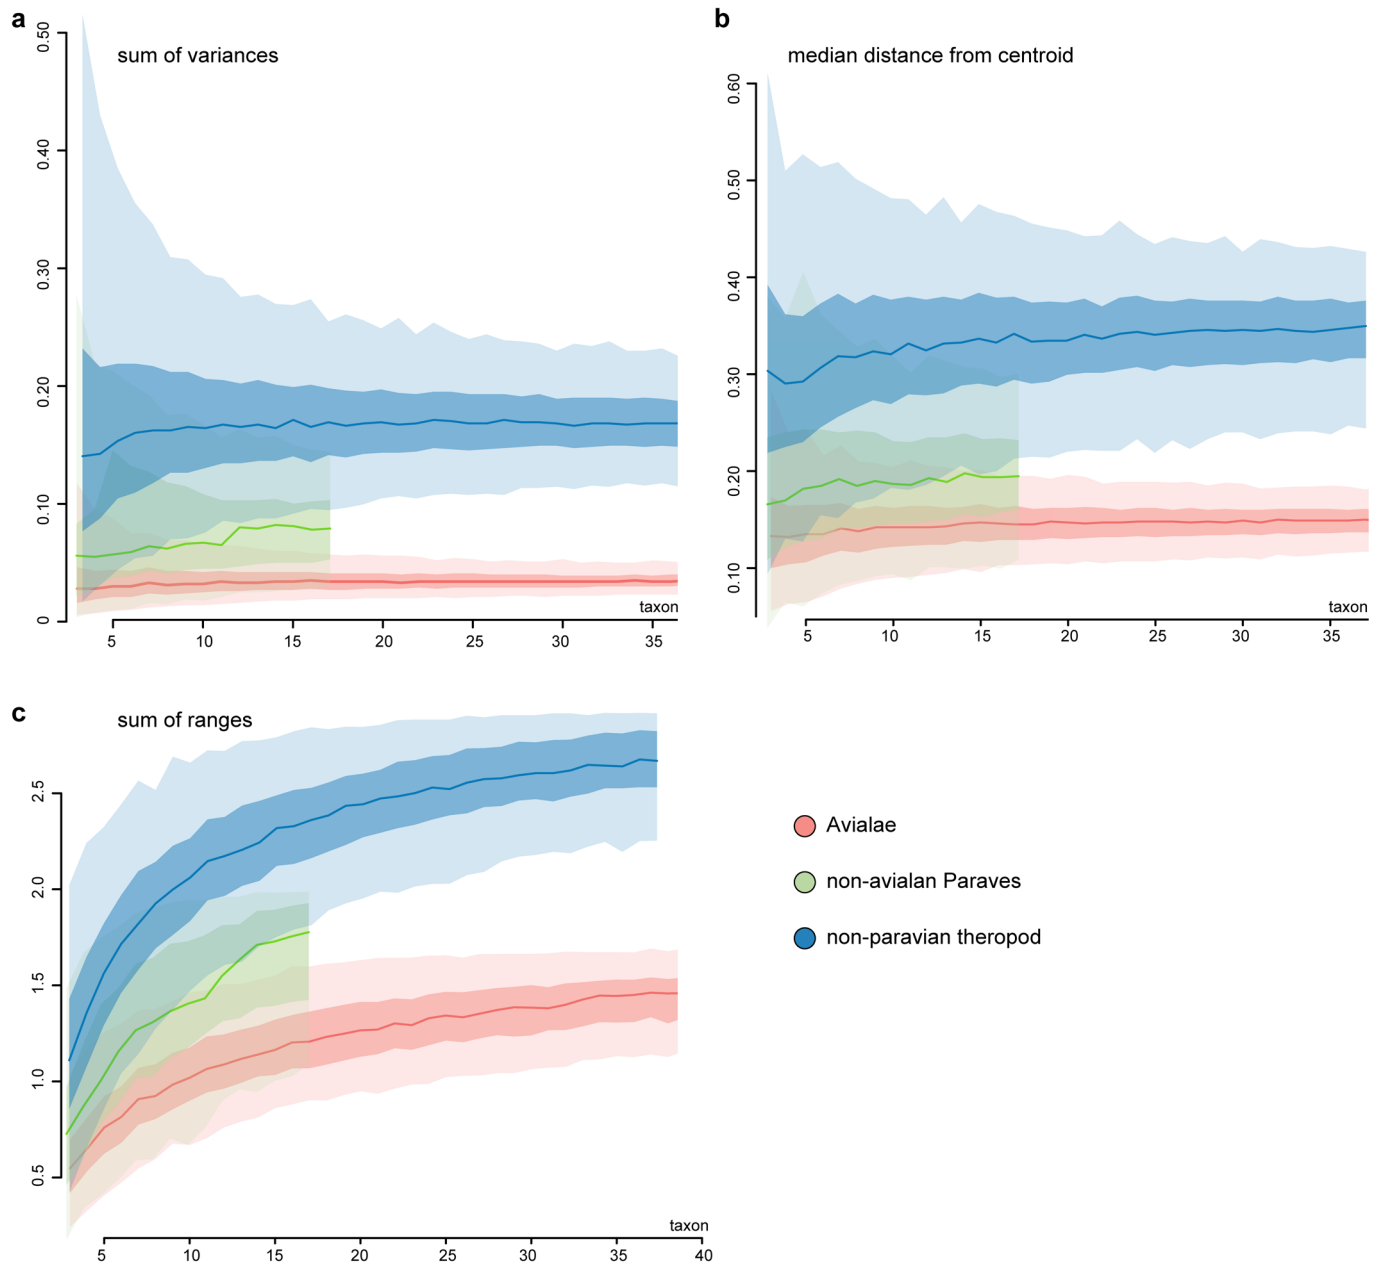 a
sum of variances
0.50
0.40
0.30
0.20
0.10
0
taxon
5 10 15 20 25 30 35
b
median distance from centroid
0.60
0.50
0.40
0.30
0.20
0.10
taxon
5 10 15 20 25 30 35
c
sum of ranges
2.5
2.0
1.5
1.0
0.5
taxon
5 10 15 20 25 30 35 40
Avialae
non-avialan Paraves
non-paravian theropod